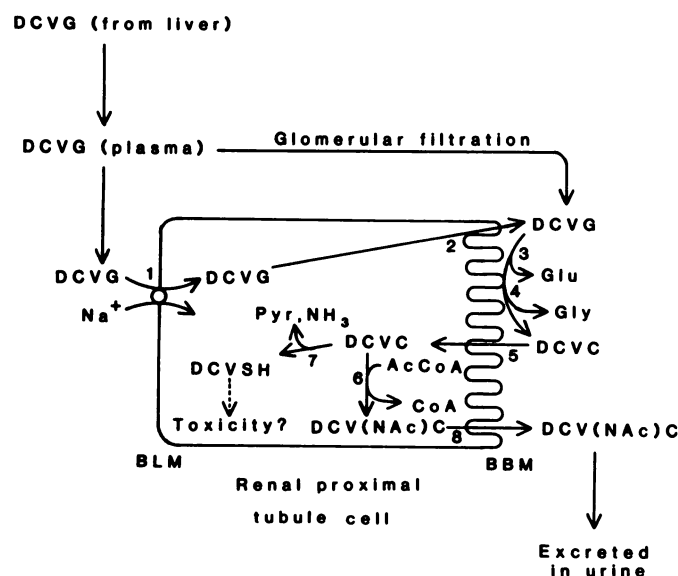 DCVG (from liver)
DCVG (plasma)
Glomerular filtration
DCVG
2
3
DCVG 1 DCVG
Glu
4
Na+
Gly
Pyr, NH3
DCVC
5
DCVC
7
DCVSH
AcCoA
6
CoA
Toxicity?
DCV(NAc)C
8
DCV(NAc)C
BLM
BBM
Renal proximal
tubule cell
Excreted
in urine